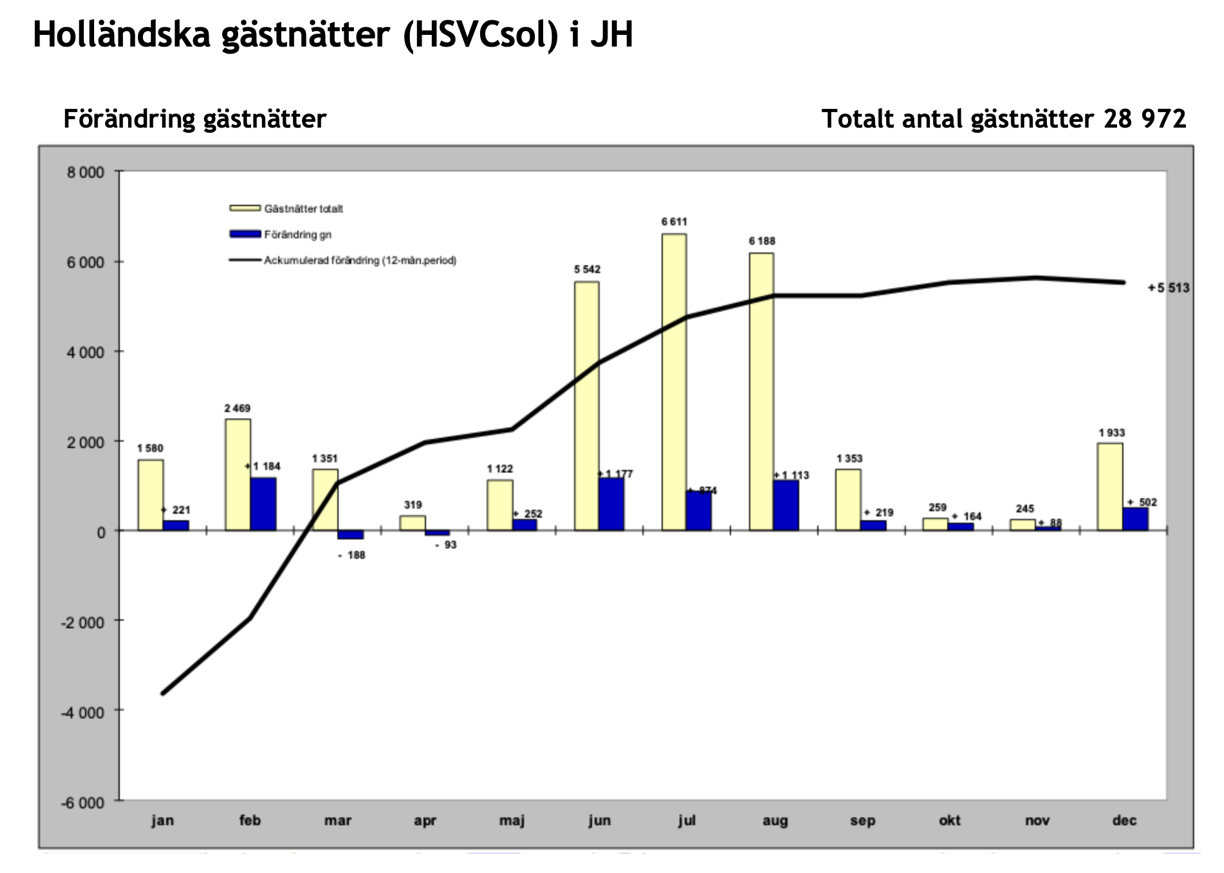 Holländska gästnätter (HSVCsol) i JH
Förändring gästnätter
Totalt antal gästnätter 28 972
8 000
6 000
4 000
2 000
0
-2 000
-4 000
-6 000
Gästnätter totalt
Förändring gn
Ackumulerad förändring (12-mån.period)
1 580
+ 221
2 469
+ 1 184
1 351
- 188
319
- 93
1 122
+ 252
5 542
+ 1 177
6 611
+ 874
6 188
+ 1 113
1 353
+ 219
259
+ 164
245
+ 88
1 933
+ 502
+ 5 513
jan feb mar apr maj jun jul aug sep okt nov dec